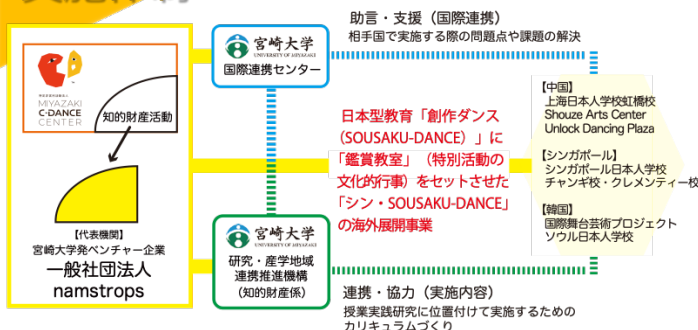 MIYAZAKI
C-DANCE
CENTER
知的財産活動
【代表機関】
宮崎大学発ベンチャー企業
一般社団法人
namstrops
宮崎大学
UNIVERSITY OF MIYAZAKI
国際連携センター
宮崎大学
UNIVERSITY OF MIYAZAKI
研究・産学地域
連携推進機構
（知的財産係）
助言・支援（国際連携）
相手国で実施する際の問題点や課題の解決
日本型教育「創作ダンス
（SOUSAKU-DANCE）」に
「鑑賞教室」（特別活動の
文化的行事）をセットさせた
「シン・SOUSAKU-DANCE」
の海外展開事業
連携・協力（実施内容）
授業実践研究に位置付けて実施するための
カリキュラムづくり
【中国】
上海日本人学校虹橋校
Shouze Arts Center
Unlock Dancing Plaza
【シンガポール】
シンガポール日本人学校
チャンギ校・クレメンティー校
【韓国】
国際舞台芸術プロジェクト
ソウル日本人学校